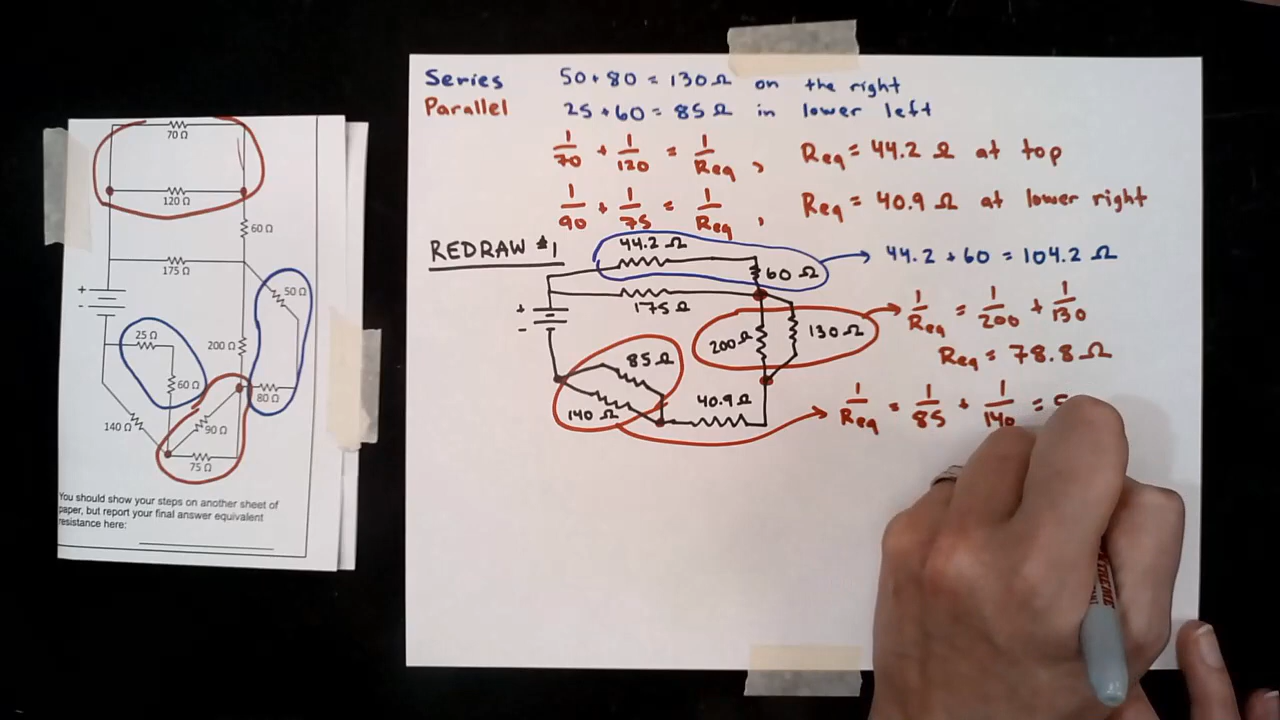 Series 50 + 80 = 130 Ω on the right
Parallel 25 + 60 = 85 Ω in lower left
1/70 + 1/120 = 1/Req , Req = 44.2 Ω at top
1/90 + 1/75 = 1/Req , Req = 40.9 Ω at lower right
REDRAW #1
44.2 Ω
60 Ω
44.2 + 60 = 104.2 Ω
175 Ω
+
-
200 Ω
130 Ω
1/Req = 1/200 + 1/130
Req = 78.8 Ω
85 Ω
140 Ω
40.9 Ω
1/Req = 1/85 + 1/140 =
70 Ω
120 Ω
60 Ω
175 Ω
+
-
50 Ω
25 Ω
200 Ω
60 Ω
80 Ω
140 Ω
90 Ω
75 Ω
You should show your steps on another sheet of
paper, but report your final answer equivalent
resistance here: